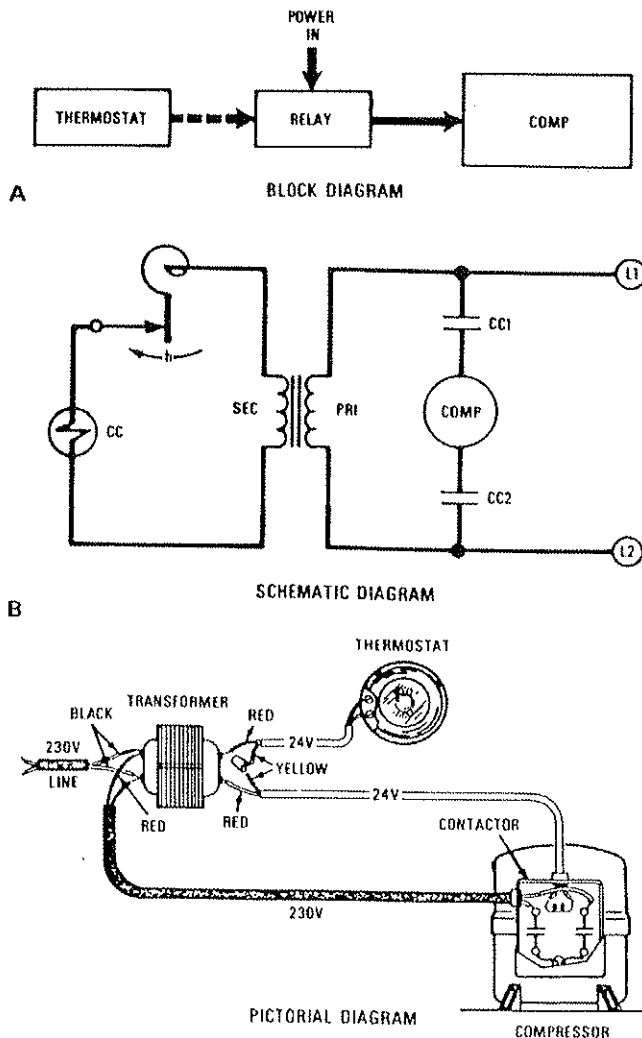 POWER
IN
THERMOSTAT
RELAY
COMP
BLOCK DIAGRAM
A
L1
CC1
h
SEC
PRI
COMP
CC
CC2
L2
SCHEMATIC DIAGRAM
B
THERMOSTAT
TRANSFORMER
BLACK
RED
24V
230V
LINE
YELLOW
RED
RED
24V
CONTACTOR
230V
PICTORIAL DIAGRAM
COMPRESSOR